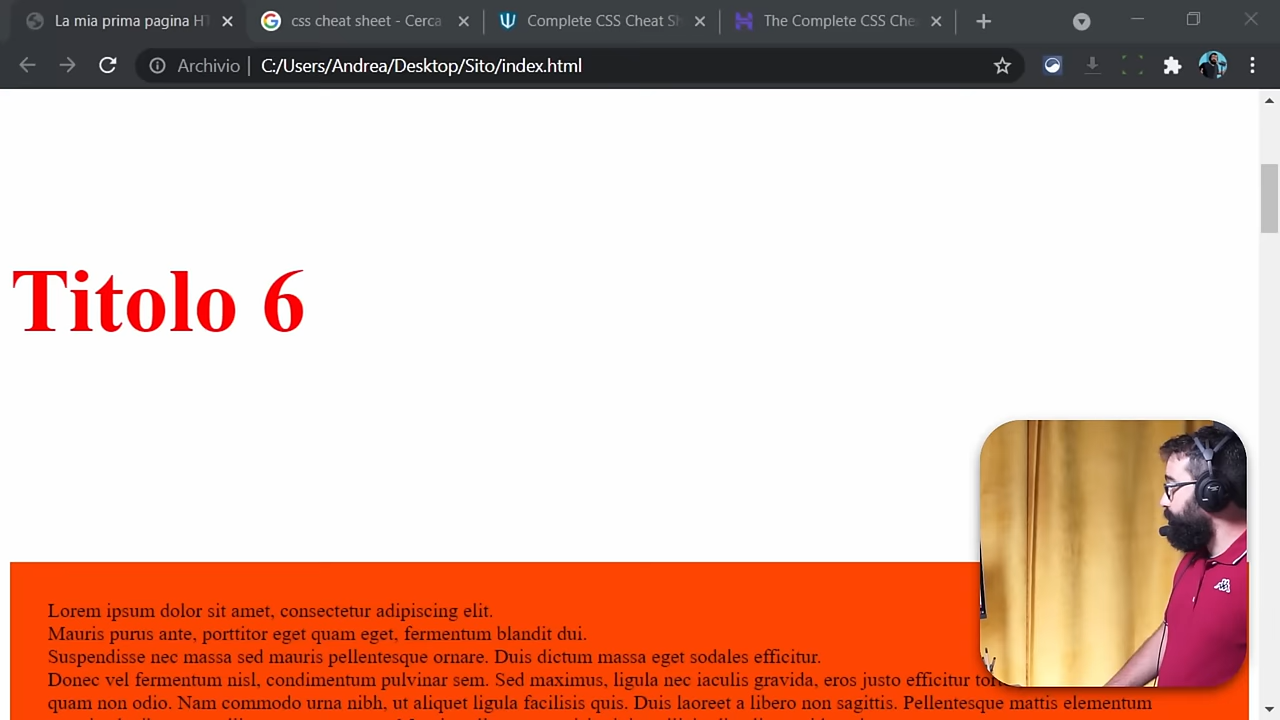 La mia prima pagina HT
css cheat sheet - Cerca
Complete CSS Cheat Sh
The Complete CSS Che
Archivio
C:/Users/Andrea/Desktop/Sito/index.html
Titolo 6
Lorem ipsum dolor sit amet, consectetur adipiscing elit.
Mauris purus ante, porttitor eget quam eget, fermentum blandit dui.
Suspendisse nec massa sed mauris pellentesque ornare. Duis dictum massa eget sodales efficitur.
Donec vel fermentum nisl, condimentum pulvinar sem. Sed maximus, ligula nec iaculis gravida, eros justo efficitur
quam non odio. Nam commodo urna nibh, ut aliquet ligula facilisis quis. Duis laoreet a libero non sagittis. Pellentesque mattis elementum